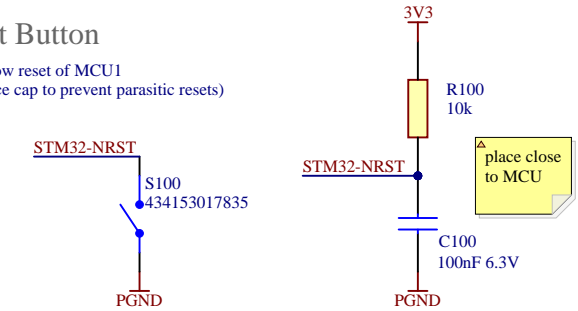 t Button
ow reset of MCU1
ce cap to prevent parasitic resets)
STM32-NRST
S100
434153017835
PGND
3V3
R100
10k
STM32-NRST
place close
to MCU
C100
100nF 6.3V
PGND